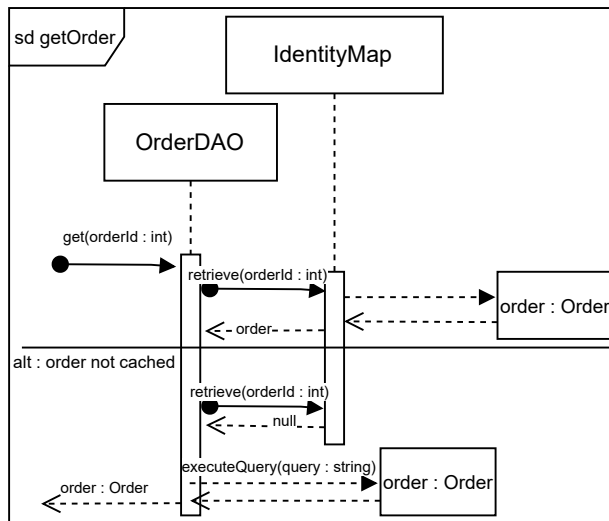 sd getOrder
IdentityMap
OrderDAO
get(orderId : int)
retrieve(orderId : int)
order : Order
order
alt : order not cached
retrieve(orderId : int)
null
executeQuery(query : string)
order : Order
order : Order